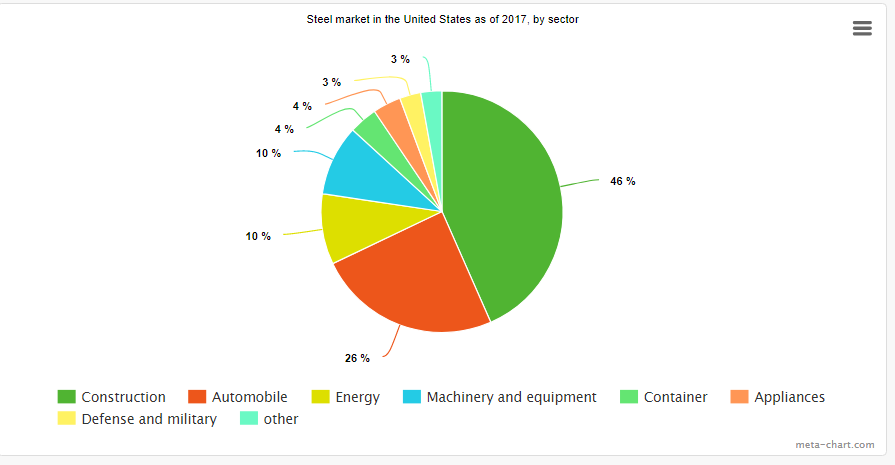 Steel market in the United States as of 2017, by sector
3 %
3 %
4 %
4 %
10 %
46 %
10 %
26 %
Construction Automobile Energy Machinery and equipment Container Appliances
Defense and military other
meta-chart.com